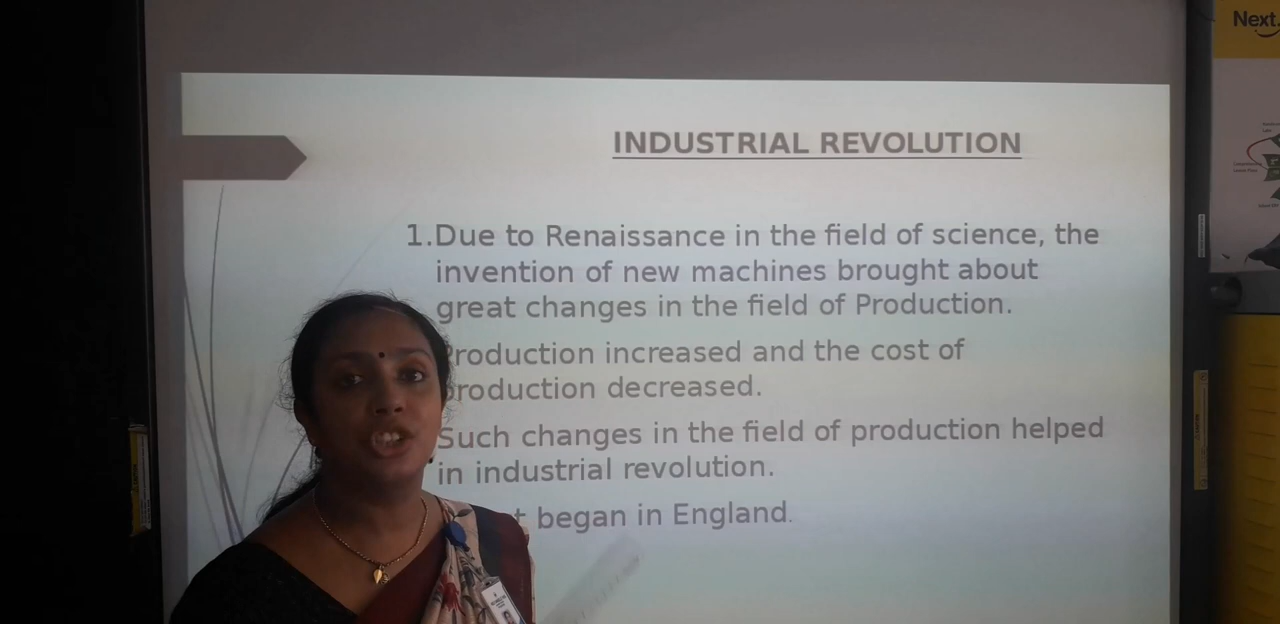 Next.
INDUSTRIAL REVOLUTION
1.Due to Renaissance in the field of science, the
invention of new machines brought about
great changes in the field of Production.
Production increased and the cost of
production decreased.
Such changes in the field of production helped
in industrial revolution.
t began in England.